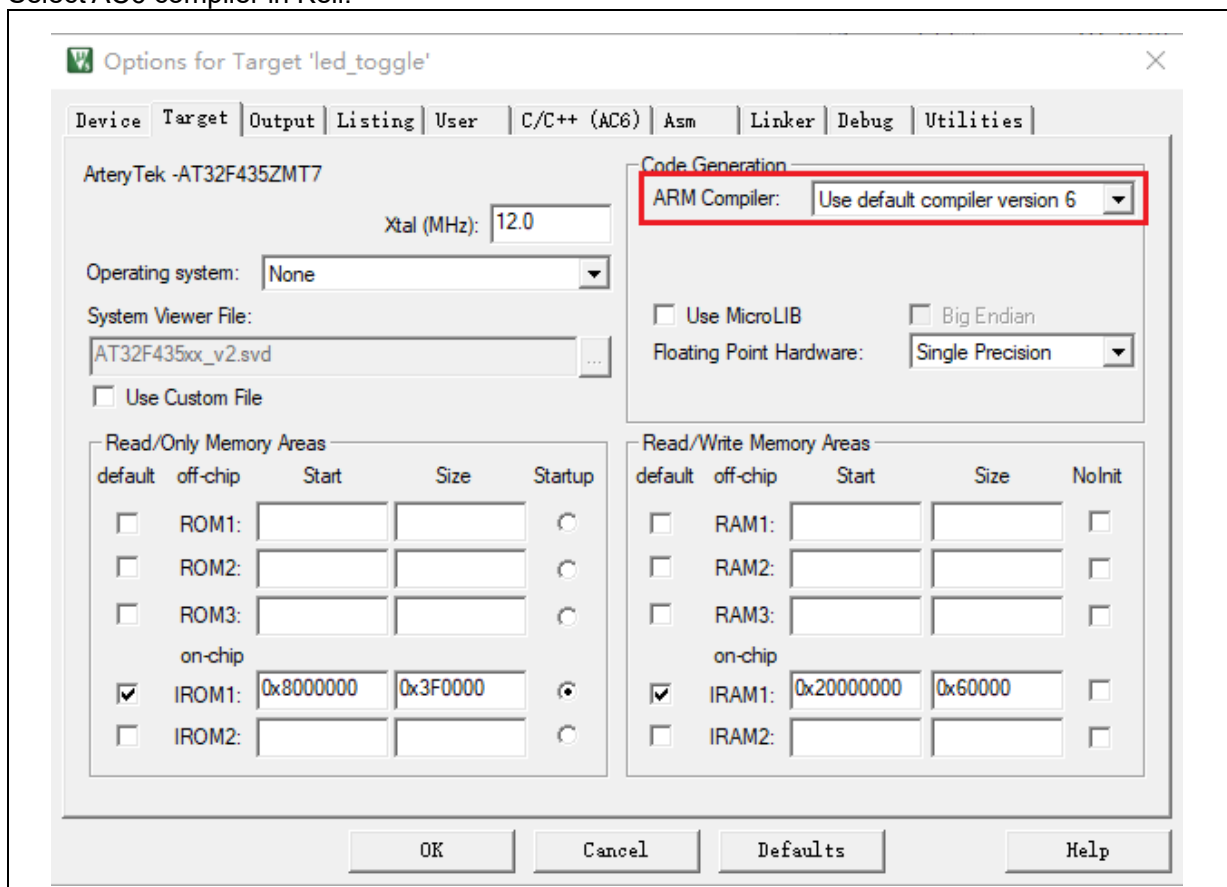 Select AC6 compiler in Keil:
Options for Target 'led_toggle'
Device Target Output Listing User C/C++ (AC6) Asm Linker Debug Utilities
ArteryTek -AT32F435ZMT7
Xtal (MHz): 12.0
Operating system: None
System Viewer File:
AT32F435xx_v2.svd ...
Use Custom File
Code Generation
ARM Compiler: Use default compiler version 6
Use MicroLIB Big Endian
Floating Point Hardware: Single Precision
Read/Only Memory Areas
default off-chip Start Size Startup
ROM1:
ROM2:
ROM3:
on-chip
IROM1: 0x8000000 0x3F0000
IROM2:
Read/Write Memory Areas
default off-chip Start Size NoInit
RAM1:
RAM2:
RAM3:
on-chip
IRAM1: 0x20000000 0x60000
IRAM2:
OK Cancel Defaults Help